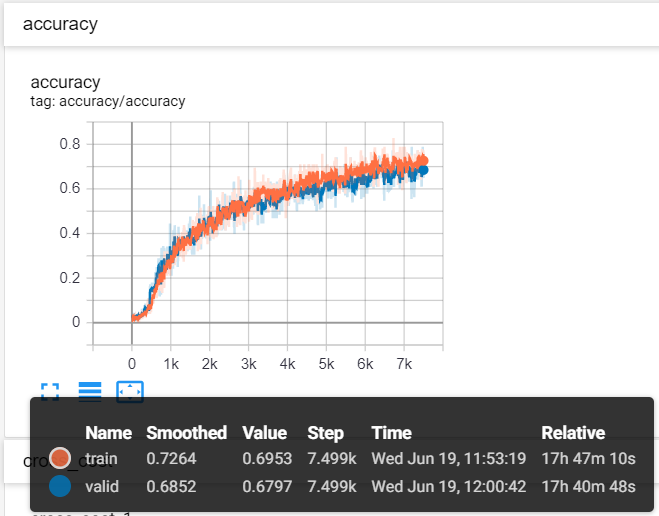 accuracy
accuracy
tag: accuracy/accuracy
0.8
0.6
0.4
0.2
0
0 1k 2k 3k 4k 5k 6k 7k
Name Smoothed Value Step Time Relative
train 0.7264 0.6953 7.499k Wed Jun 19, 11:53:19 17h 47m 10s
valid 0.6852 0.6797 7.499k Wed Jun 19, 12:00:42 17h 40m 48s